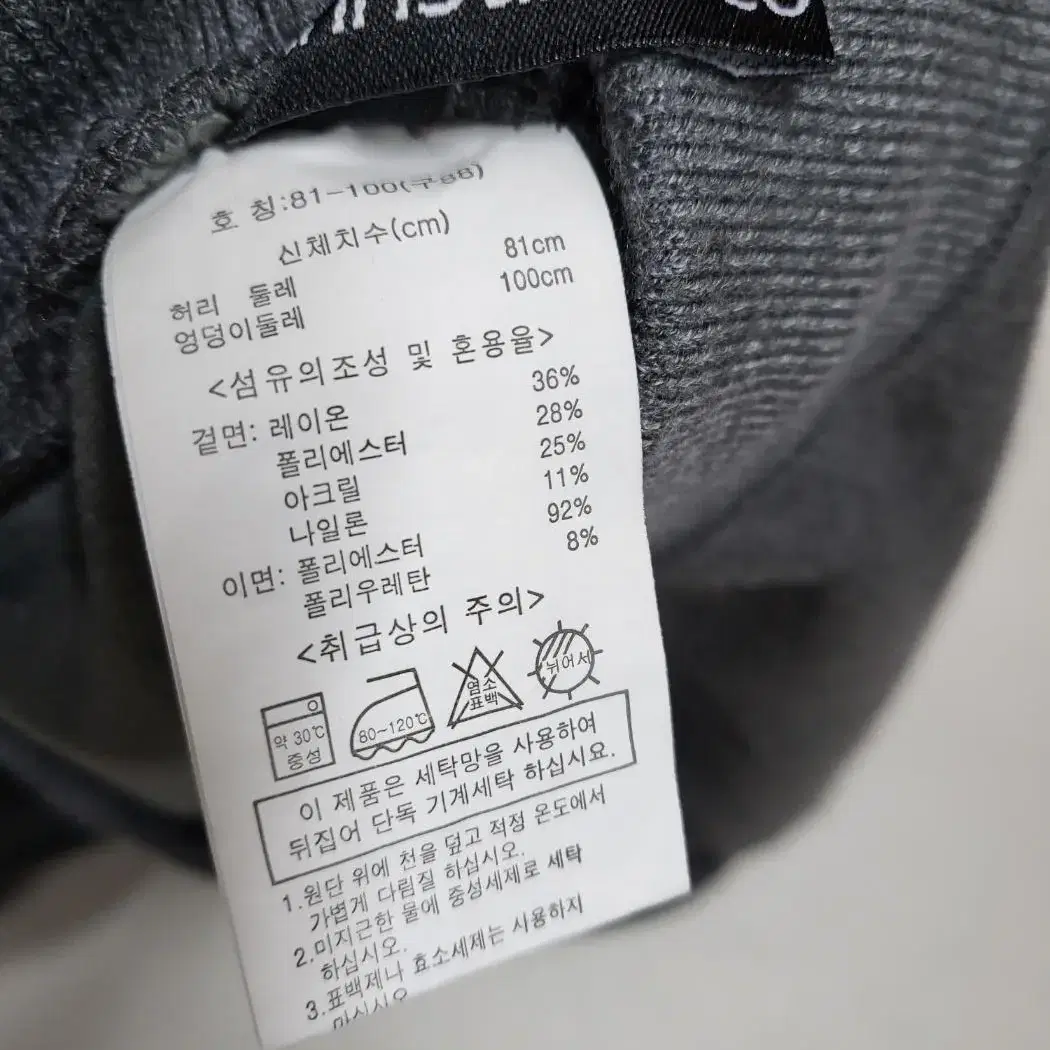 호 칭:81-100(구88)
신체치수(cm)
허리 둘레 81cm
엉덩이둘레 100cm
<섬유의조성 및 혼용율>
겉면: 레이온 36%
폴리에스터 28%
아크릴 25%
나일론 11%
이면: 폴리에스터 92%
폴리우레탄 8%
<취급상의 주의>
약 30℃
중성
80~120℃
염소
표백
뉘어서
이 제품은 세탁망을 사용하여
뒤집어 단독 기계세탁 하십시요.
1.원단 위에 천을 덮고 적정 온도에서
가볍게 다림질 하십시오.
2.미지근한 물에 중성세제로 세탁
하십시오.
3.표백제나 효소세제는 사용하지
마십시오